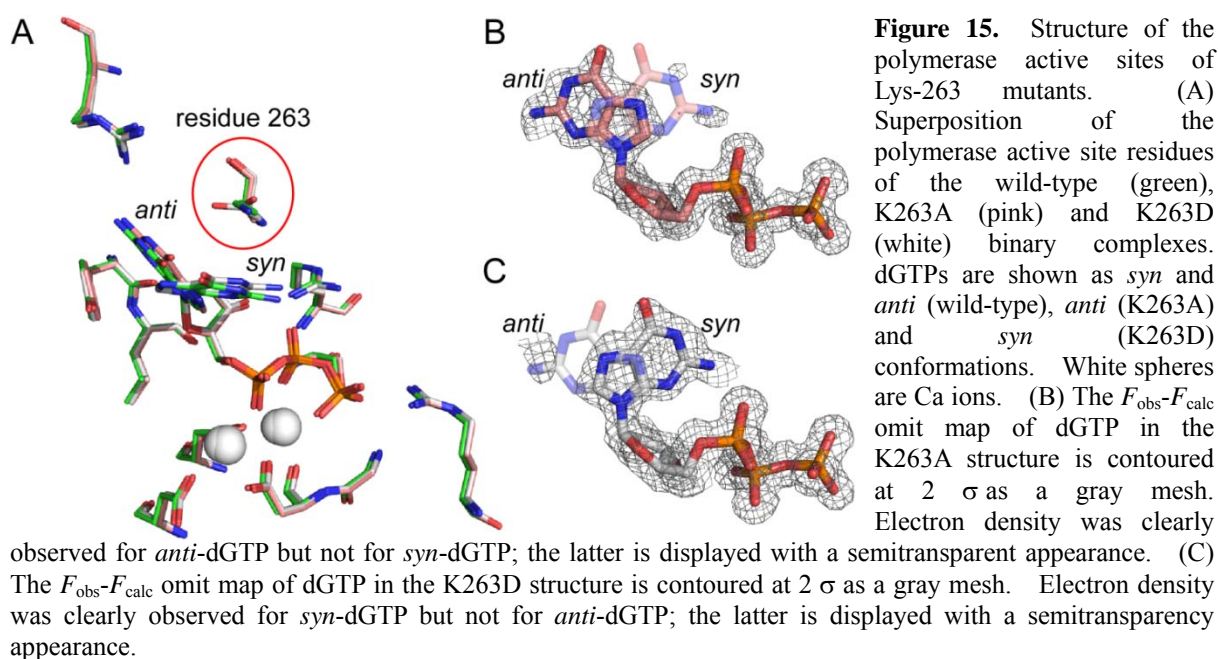 A
residue 263
anti
syn
B
anti
syn
C
anti
syn
Figure 15. Structure of the
polymerase active sites of
Lys-263 mutants. (A)
Superposition of the
polymerase active site residues
of the wild-type (green),
K263A (pink) and K263D
(white) binary complexes.
dGTPs are shown as syn and
anti (wild-type), anti (K263A)
and syn (K263D)
conformations. White spheres
are Ca ions. (B) The Fobs-Fcalc
omit map of dGTP in the
K263A structure is contoured
at 2 σ as a gray mesh.
Electron density was clearly
observed for anti-dGTP but not for syn-dGTP; the latter is displayed with a semitransparent appearance. (C)
The Fobs-Fcalc omit map of dGTP in the K263D structure is contoured at 2 σ as a gray mesh. Electron density
was clearly observed for syn-dGTP but not for anti-dGTP; the latter is displayed with a semitransparency
appearance.